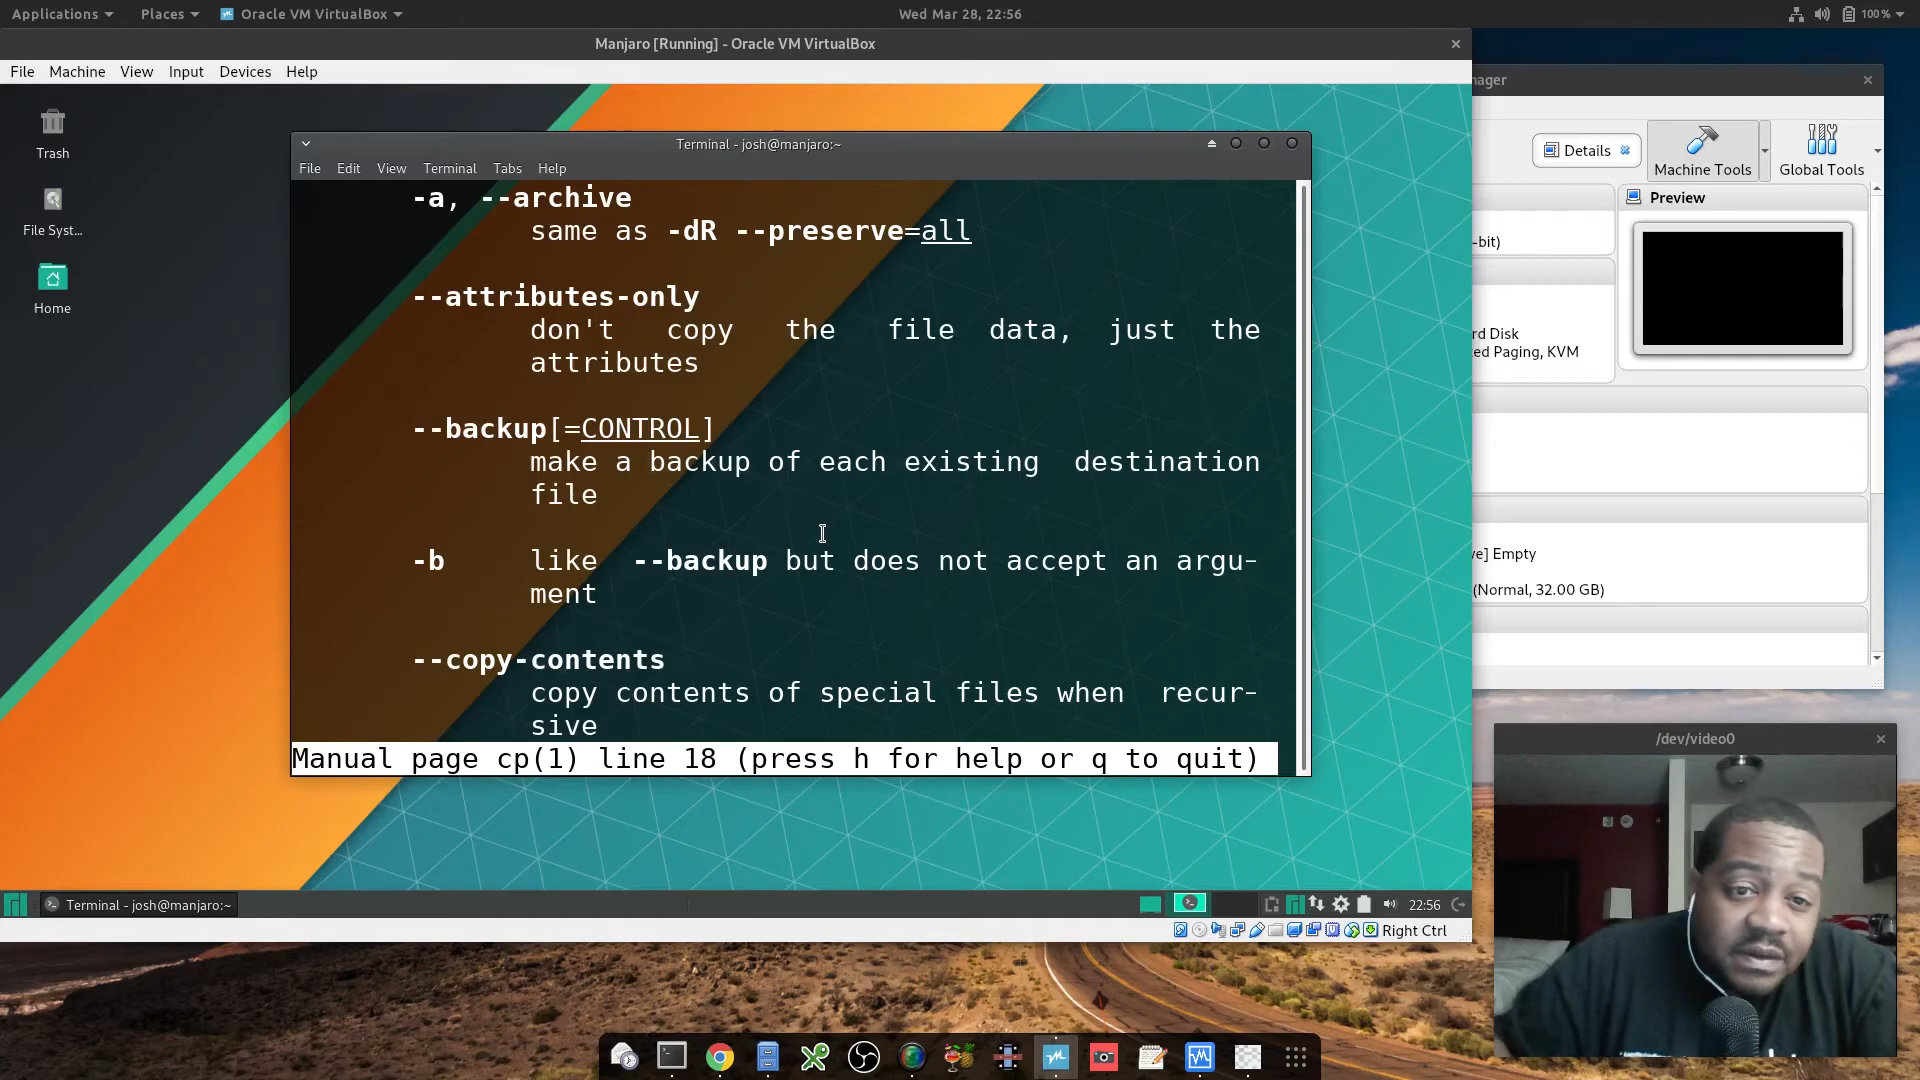 Applications Places Oracle VM VirtualBox Wed Mar 28, 22:56 100 %
Manjaro [Running] - Oracle VM VirtualBox
File Machine View Input Devices Help
nager
Trash
File Syst...
Home
Terminal - josh@manjaro:~
File Edit View Terminal Tabs Help
-a, --archive
same as -dR --preserve=all
--attributes-only
don't copy the file data, just the
attributes
--backup[=CONTROL]
make a backup of each existing destination
file
-b like --backup but does not accept an argu-
ment
--copy-contents
copy contents of special files when recur-
sive
Manual page cp(1) line 18 (press h for help or q to quit)
Details
Machine Tools
Global Tools
Preview
-bit)
rd Disk
ed Paging, KVM
e] Empty
(Normal, 32.00 GB)
/dev/video0
Terminal - josh@manjaro:~
22:56
Right Ctrl